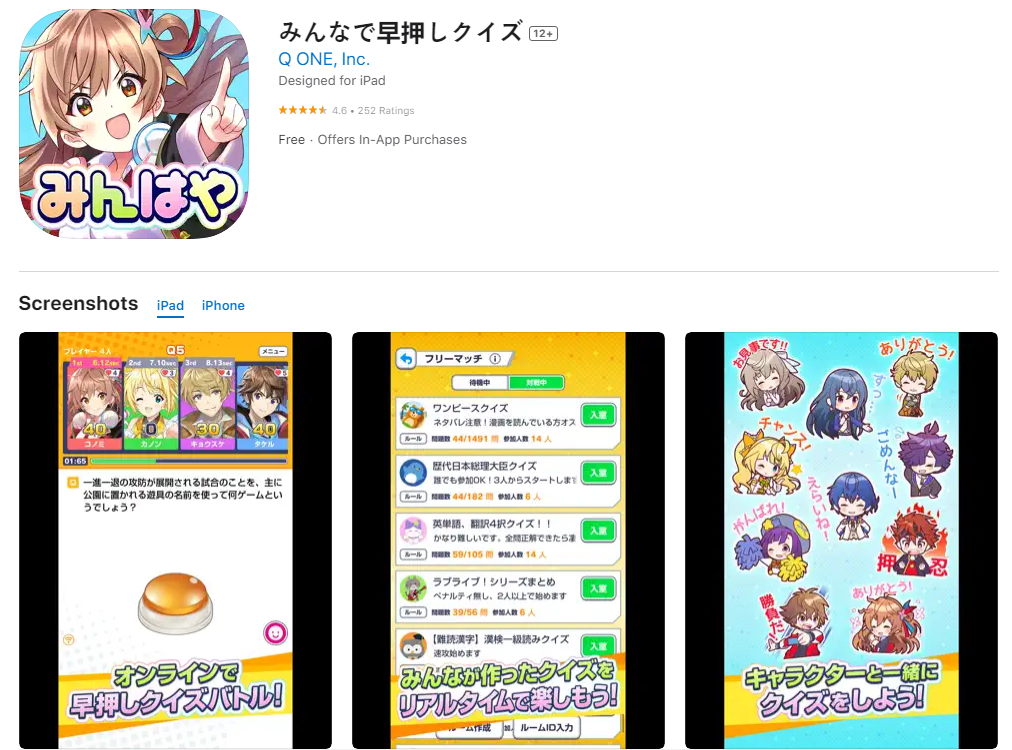 みんなで早押しクイズ 12+
Q ONE, Inc.
Designed for iPad
4.6 • 252 Ratings
Free · Offers In-App Purchases
みんはや
Screenshots iPad iPhone
プレイヤー 4人 Q5 メニュー
1st 6.12sec 2nd 7.10sec 3rd 8.13sec
4 3 4 5
40 0 30 40
コノミ カノン キョウスケ タケル
01:65
一進一退の攻防が展開される試合のことを、主に
公園に置かれる遊具の名前を使って何ゲームとい
うでしょう?
オンラインで
早押しクイズバトル!
フリーマッチ
待機中 対戦中
ワンピースクイズ
ネタバレ注意!漫画を読んでいる方オス
入室
ルール 問題数 44/1491 問 参加人数 14 人
歴代日本総理大臣クイズ
誰でも参加OK!3人からスタートします
入室
ルール 問題数 44/182 問 参加人数 6 人
英単語、翻訳4択クイズ!!
かなり難しいです。全問正解できたら凄
入室
ルール 問題数 59/105 問 参加人数 14 人
ラブライブ!シリーズまとめ
ペナルティ無し、2人以上で始めます
入室
ルール 問題数 39/56 問 参加人数 6 人
【難読漢字】漢検一級読みクイズ
速攻始めます
入室
みんなが作ったクイズを
リアルタイムで楽しもう!
ルーム作成 ルームID入力
お見事です!!
ありがとう!
すっ
チャンス!
ごめんなー
えらいね!
がんばれ!
押忍
勝負だ!
ありがとう!
キャラクターと一緒に
クイズをしよう!